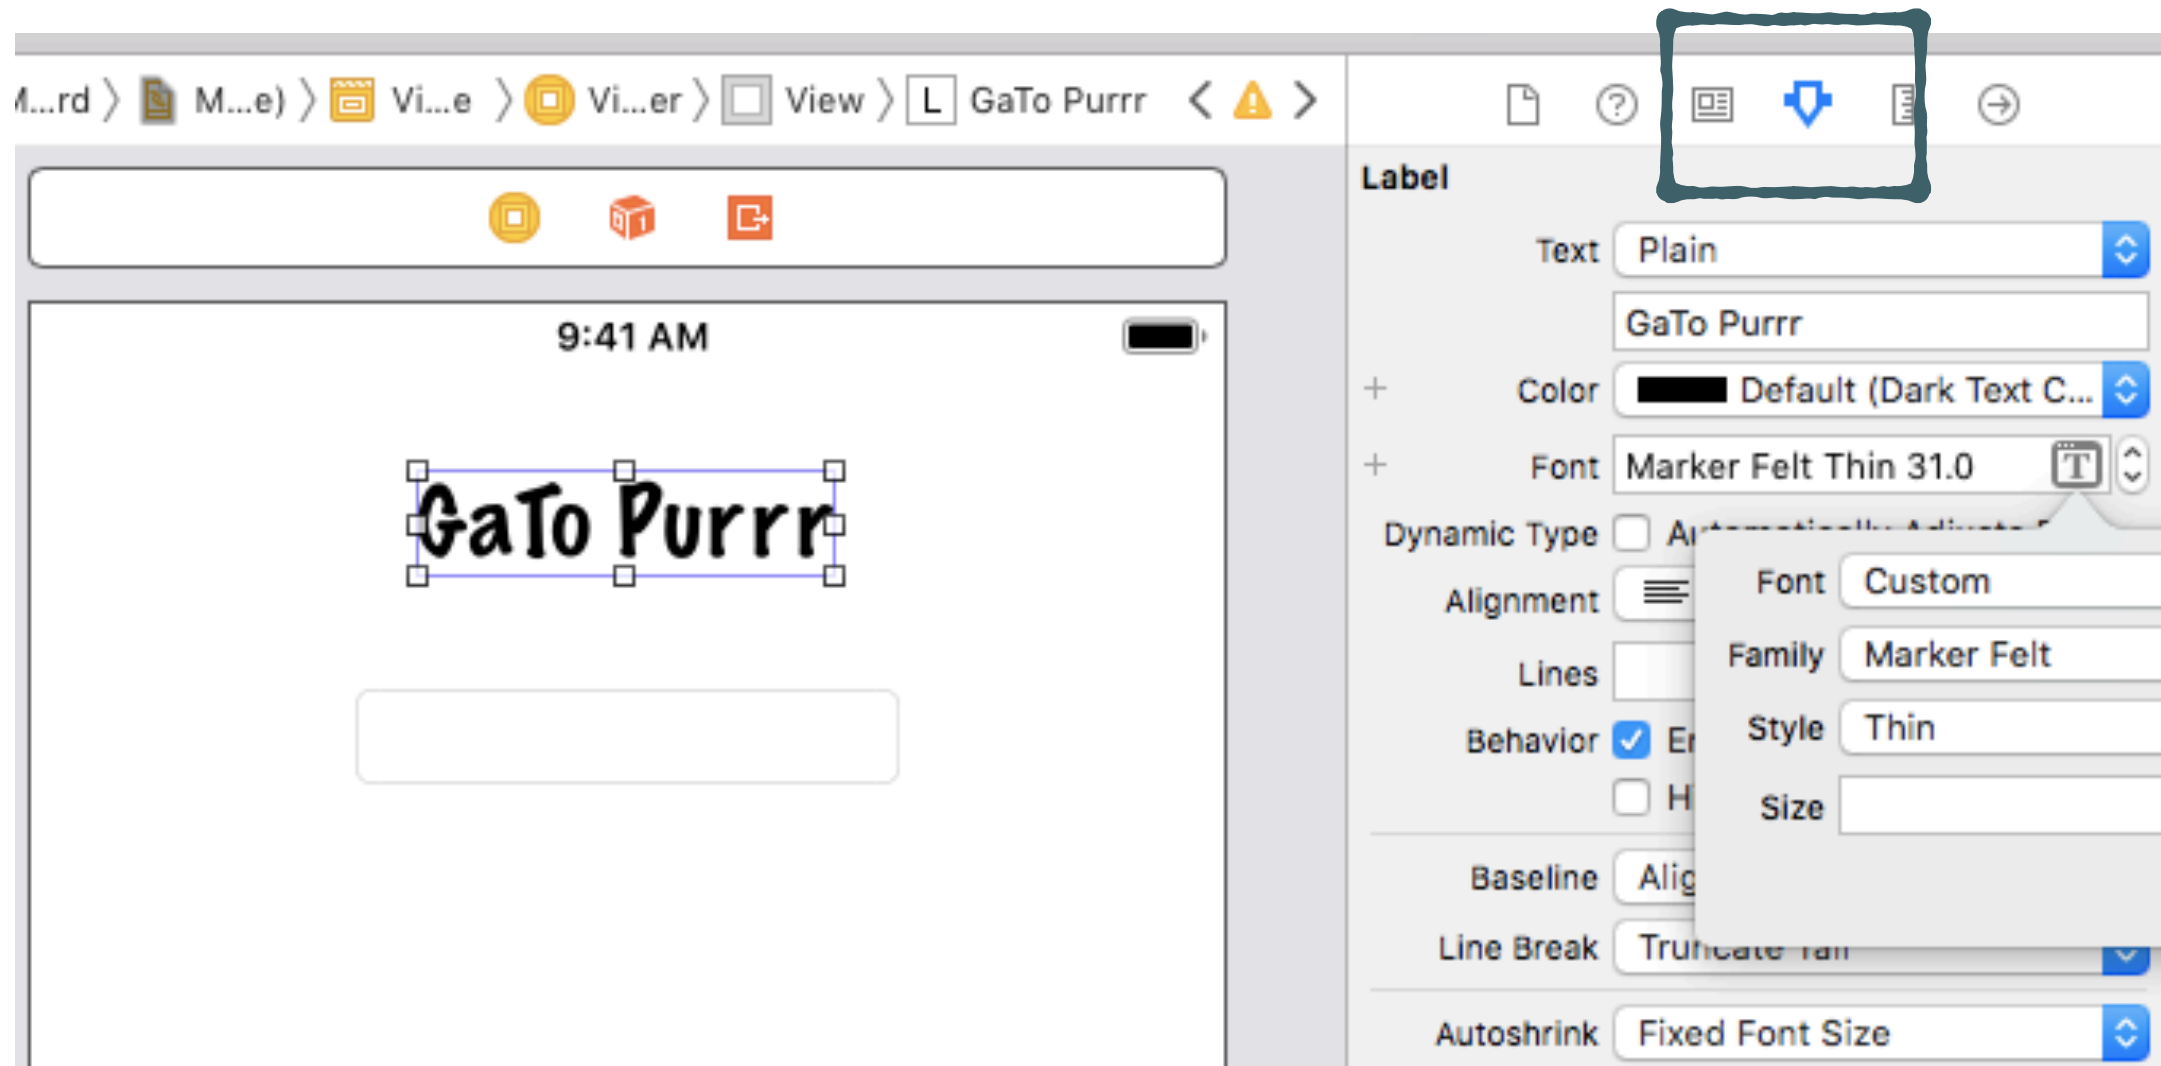 M...rd M...e) Vi...e Vi...er View L GaTo Purrr
Label
Text Plain
GaTo Purrr
Color Default (Dark Text C...
Font Marker Felt Thin 31.0
Dynamic Type
Alignment
Lines
Behavior
Baseline
Line Break Truncate Tail
Autoshrink Fixed Font Size
Font Custom
Family Marker Felt
Style Thin
Size
9:41 AM
GaTo Purrr